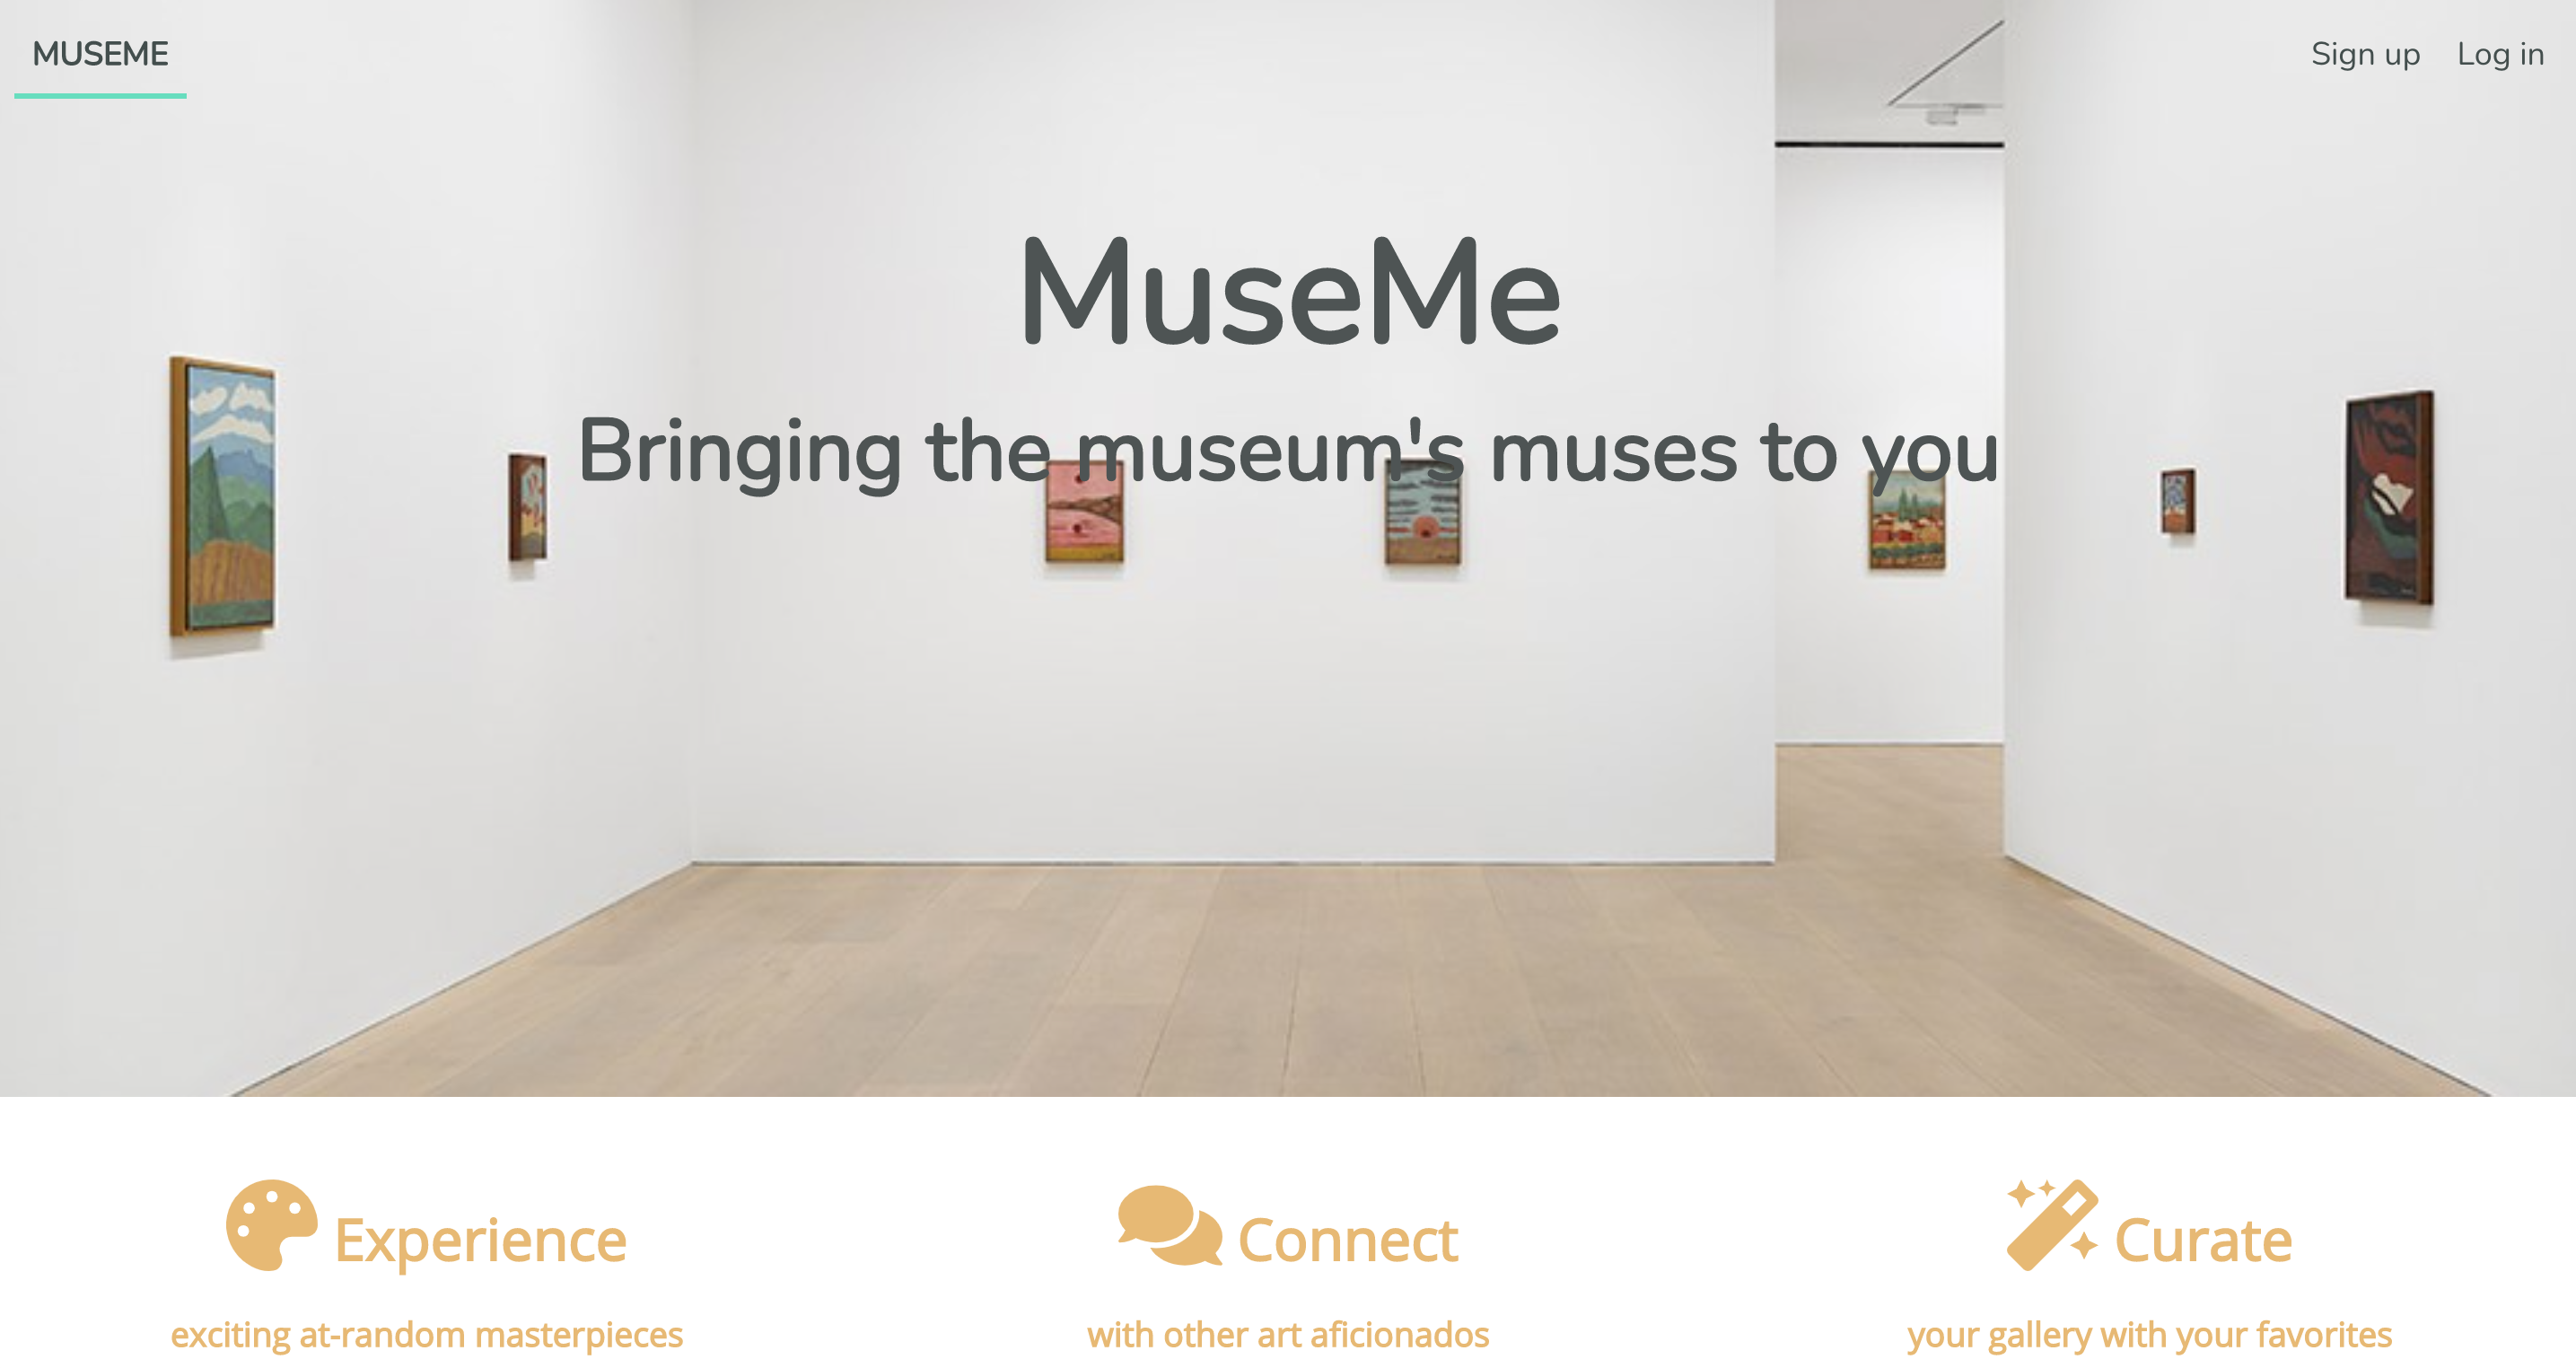 MUSEME
Sign up
Log in
MuseMe
Bringing the museum's muses to you
Experience
Connect
Curate
exciting at-random masterpieces
with other art aficionados
your gallery with your favorites